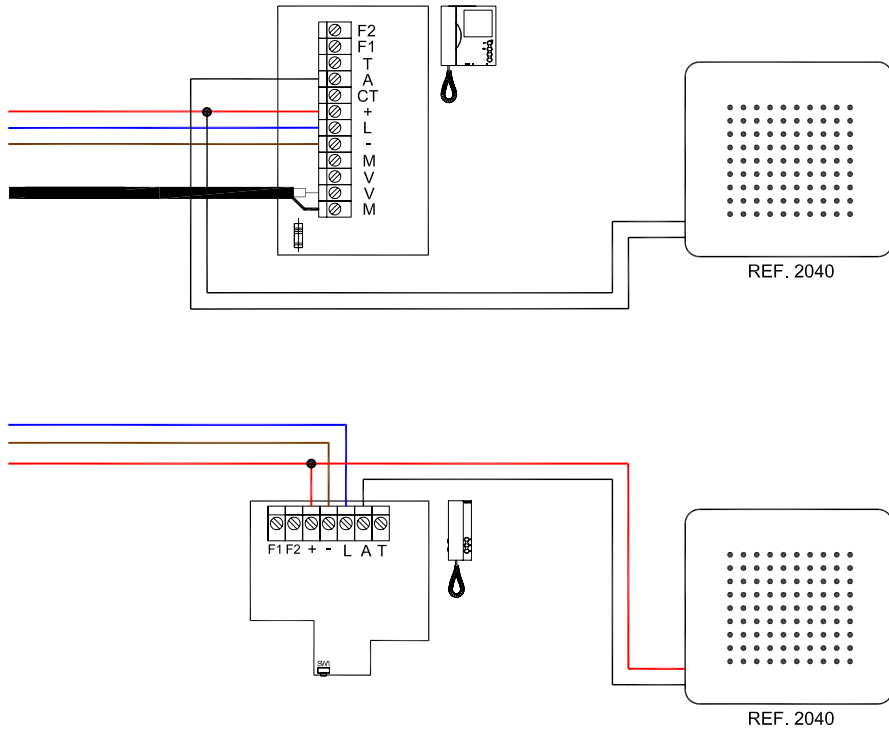 F2
F1
T
A
CT
+
L
-
M
V
V
M
REF. 2040
F1 F2 + - L A T
SW1
REF. 2040